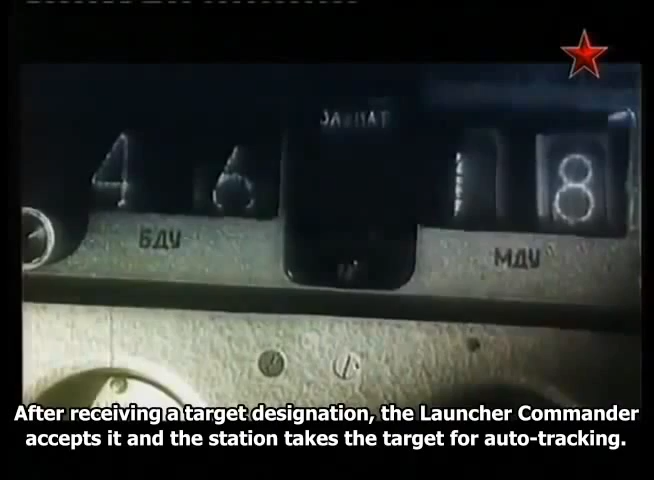 ЗАХВАТ
4 6
1 8
БДУ
МДУ
After receiving a target designation, the Launcher Commander
accepts it and the station takes the target for auto-tracking.